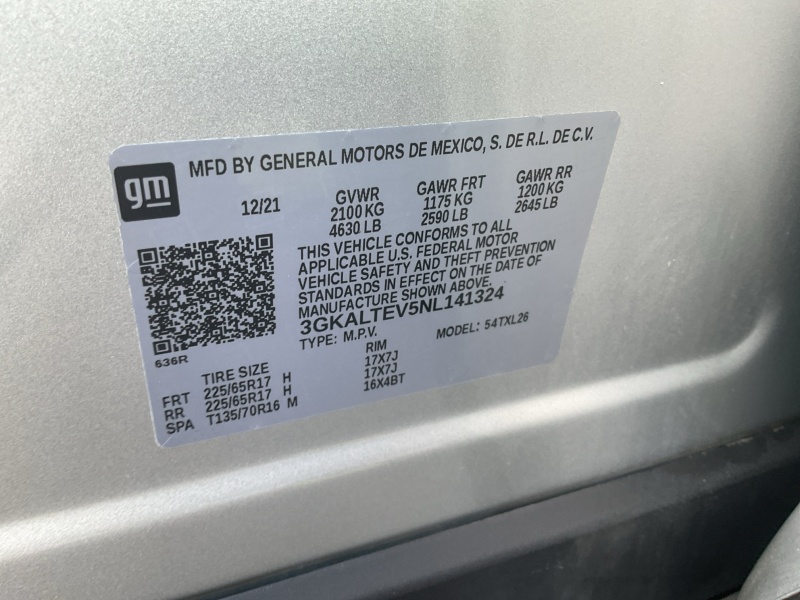 gm
MFD BY GENERAL MOTORS DE MEXICO, S. DE R.L. DE C.V.
12/21 GVWR GAWR FRT GAWR RR
2100 KG 1175 KG 1200 KG
4630 LB 2590 LB 2645 LB
THIS VEHICLE CONFORMS TO ALL
APPLICABLE U.S. FEDERAL MOTOR
VEHICLE SAFETY AND THEFT PREVENTION
STANDARDS IN EFFECT ON THE DATE OF
MANUFACTURE SHOWN ABOVE.
3GKALTEV5NL141324
TYPE: M.P.V. MODEL: 54TXL26
636R
TIRE SIZE RIM
FRT 225/65R17 H 17X7J
RR 225/65R17 H 17X7J
SPA T135/70R16 M 16X4BT